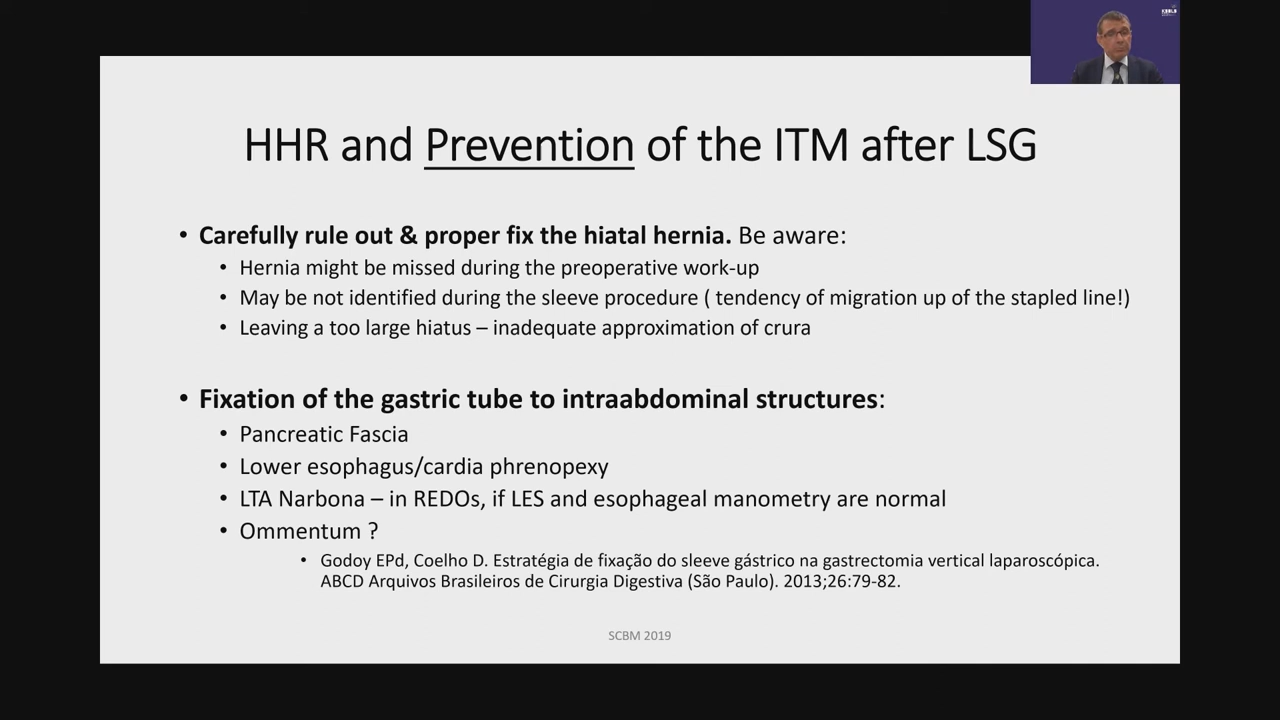 HHR and Prevention of the ITM after LSG
• Carefully rule out & proper fix the hiatal hernia. Be aware:
• Hernia might be missed during the preoperative work-up
• May be not identified during the sleeve procedure ( tendency of migration up of the stapled line!)
• Leaving a too large hiatus – inadequate approximation of crura
• Fixation of the gastric tube to intraabdominal structures:
• Pancreatic Fascia
• Lower esophagus/cardia phrenopexy
• LTA Narbona – in REDOs, if LES and esophageal manometry are normal
• Ommentum ?
• Godoy EPd, Coelho D. Estratégia de fixação do sleeve gástrico na gastrectomia vertical laparoscópica.
ABCD Arquivos Brasileiros de Cirurgia Digestiva (São Paulo). 2013;26:79-82.
SCBM 2019